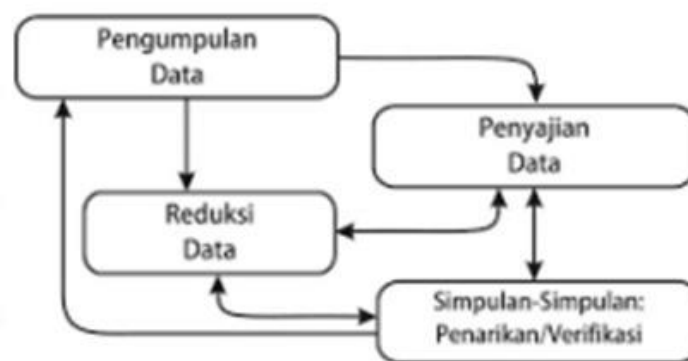 Pengumpulan
Data
Penyajian
Data
Reduksi
Data
Simpulan-Simpulan:
Penarikan/Verifikasi